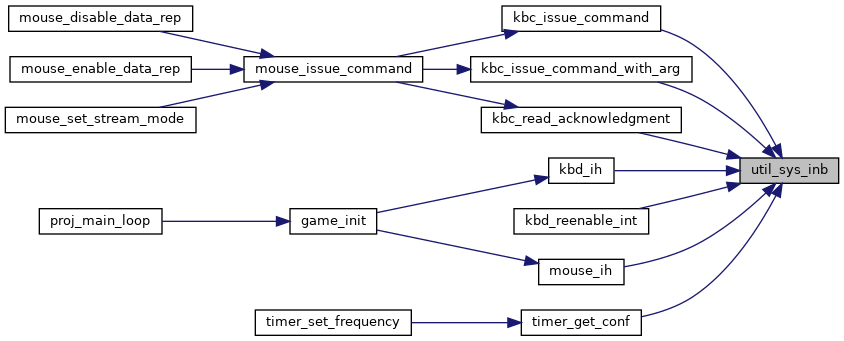 mouse_disable_data_rep
kbc_issue_command
mouse_enable_data_rep
mouse_issue_command
kbc_issue_command_with_arg
mouse_set_stream_mode
kbc_read_acknowledgment
util_sys_inb
kbd_ih
proj_main_loop
game_init
kbd_reenable_int
mouse_ih
timer_set_frequency
timer_get_conf